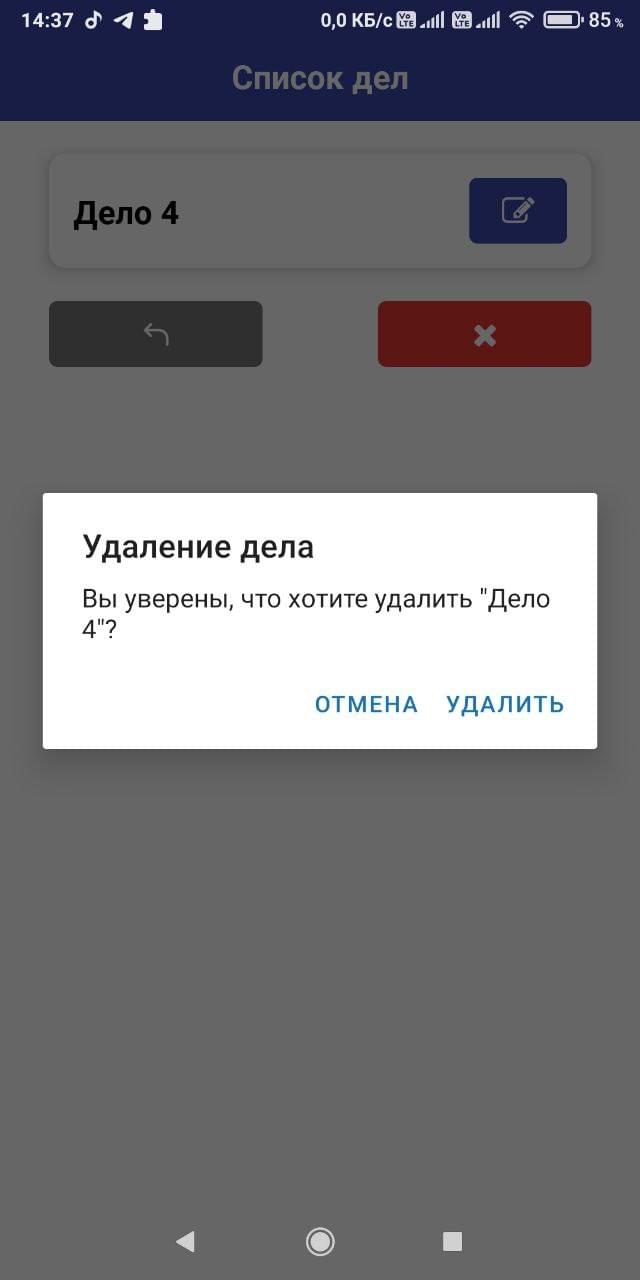 14:37 0,0 КБ/с Vo LTE Vo LTE 85 %
Список дел
Дело 4
Удаление дела
Вы уверены, что хотите удалить "Дело
4"?
ОТМЕНА УДАЛИТЬ